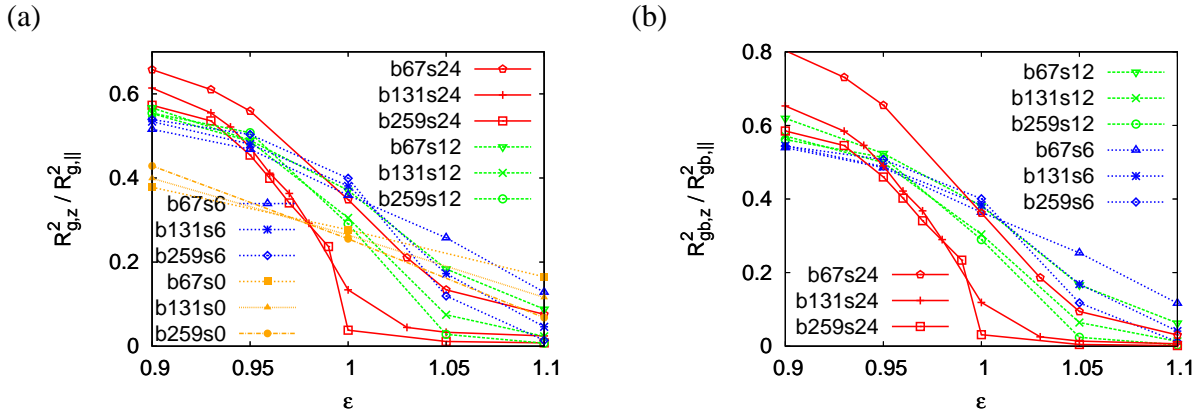 (a)
R²g,z / R²g,||
0.6
0.4
0.2
0
0.9
0.95
1
1.05
1.1
ε
b67s24
b131s24
b259s24
b67s12
b131s12
b259s12
b67s6
b131s6
b259s6
b67s0
b131s0
b259s0
(b)
R²gb,z / R²gb,||
0.8
0.6
0.4
0.2
0
0.9
0.95
1
1.05
1.1
ε
b67s12
b131s12
b259s12
b67s6
b131s6
b259s6
b67s24
b131s24
b259s24